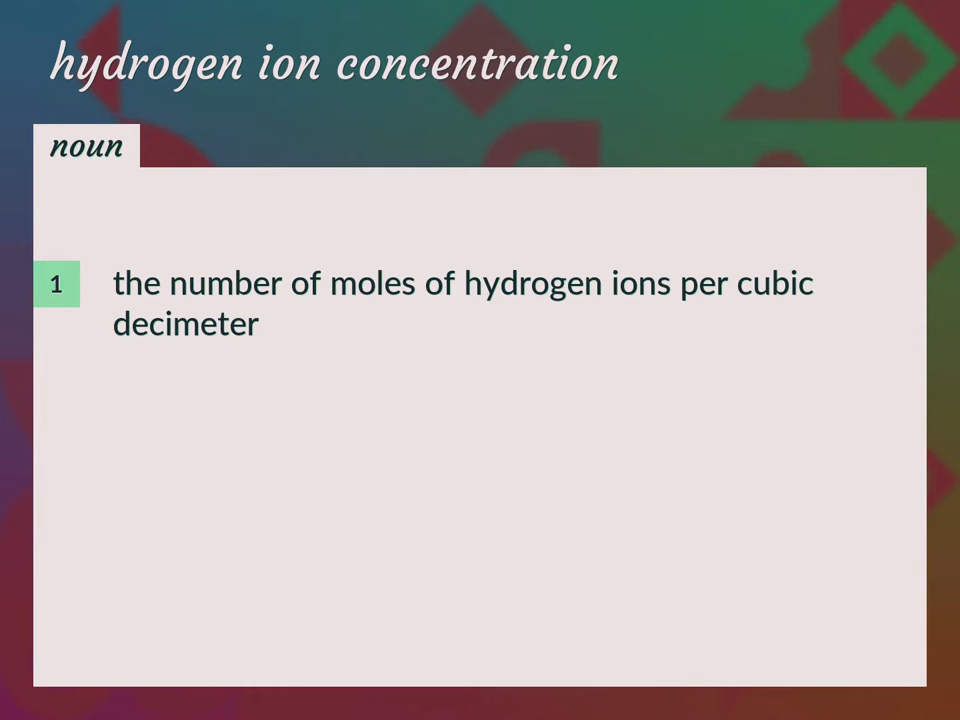 hydrogen ion concentration
noun
1 the number of moles of hydrogen ions per cubic
decimeter